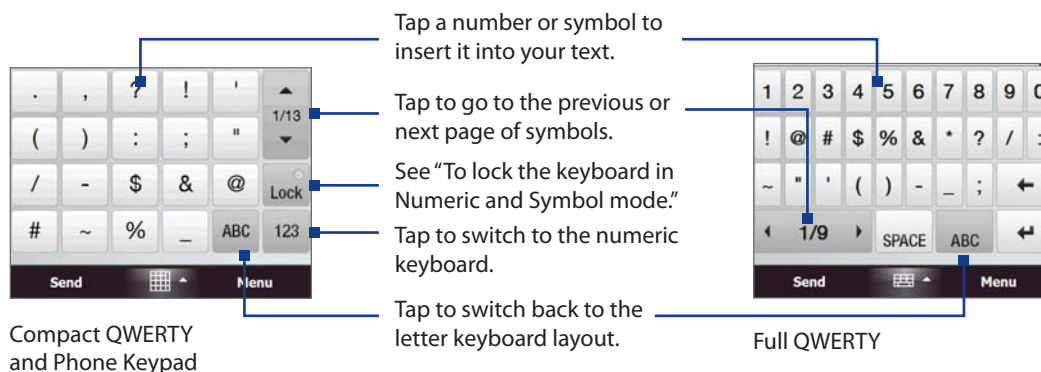 Tap a number or symbol to
insert it into your text.
Tap to go to the previous or
next page of symbols.
See “To lock the keyboard in
Numeric and Symbol mode.”
Tap to switch to the numeric
keyboard.
Tap to switch back to the
letter keyboard layout.
. , ? ! '
1/13
( ) : ; "
/ - $ & @ Lock
# ~ % _ ABC 123
Send Menu
Compact QWERTY
and Phone Keypad
1 2 3 4 5 6 7 8 9 0
! @ # $ % & * ? / :
~ " ' ( ) - _ ; ←
1/9 SPACE ABC ↵
Send Menu
Full QWERTY